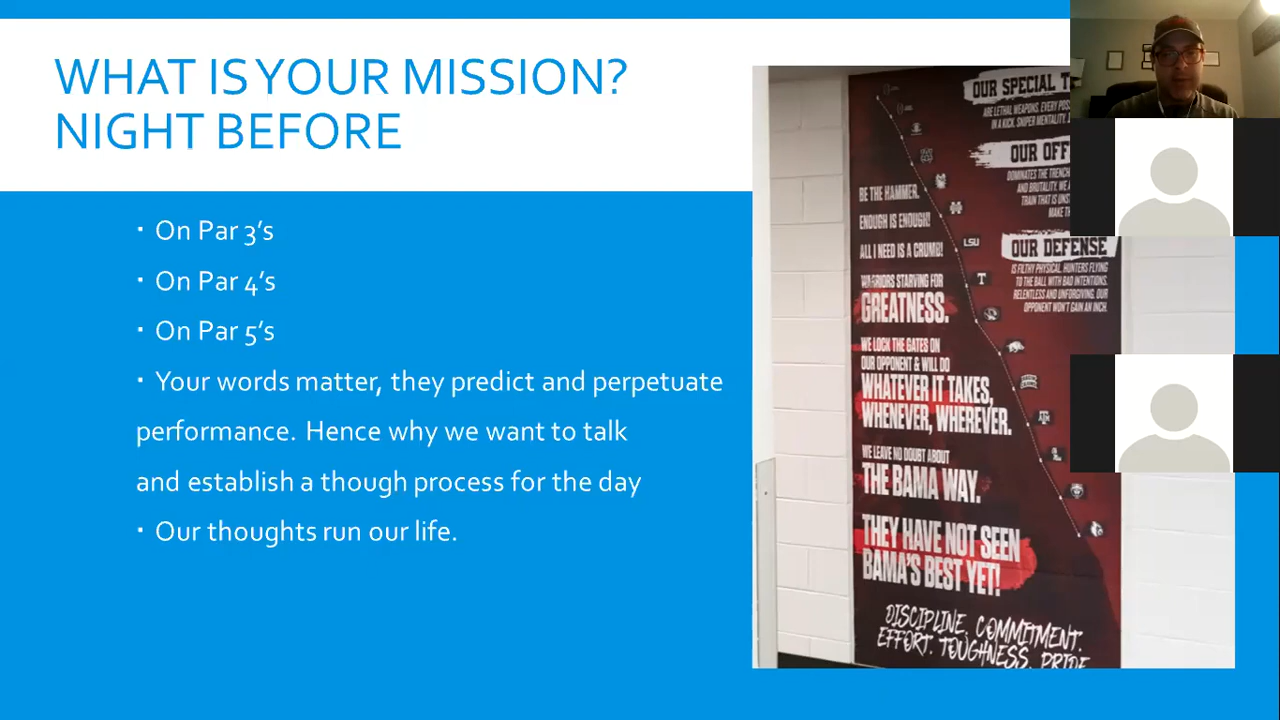 WHAT IS YOUR MISSION?
NIGHT BEFORE
· On Par 3's
· On Par 4's
· On Par 5's
· Your words matter, they predict and perpetuate
performance. Hence why we want to talk
and establish a though process for the day
· Our thoughts run our life.
OUR SPECIAL T
ARE LETHAL WEAPONS. EVERY POS
IN A KICK. SNIPER MENTALITY.
OUR OFF
DOMINATES THE TRENCH
AND BRUTALITY. WE
TRAIN THAT IS UNS
MAKE
OUR DEFENSE
IS FILTHY PHYSICAL. HUNTERS FLYING
TO THE BALL WITH BAD INTENTIONS.
RELENTLESS AND UNFORGIVING. OUR
OPPONENT WON'T GAIN AN INCH.
BE THE HAMMER.
ENOUGH IS ENOUGH!
ALL I NEED IS A CRUMB!
WARRIORS STARVING FOR
GREATNESS.
WE LOCK THE GATES ON
OUR OPPONENT & WILL DO
WHATEVER IT TAKES,
WHENEVER, WHEREVER.
WE LEAVE NO DOUBT ABOUT
THE BAMA WAY.
THEY HAVE NOT SEEN
BAMA'S BEST YET!
DISCIPLINE. COMMITMENT.
EFFORT. TOUGHNESS. PRIDE
LSU
T